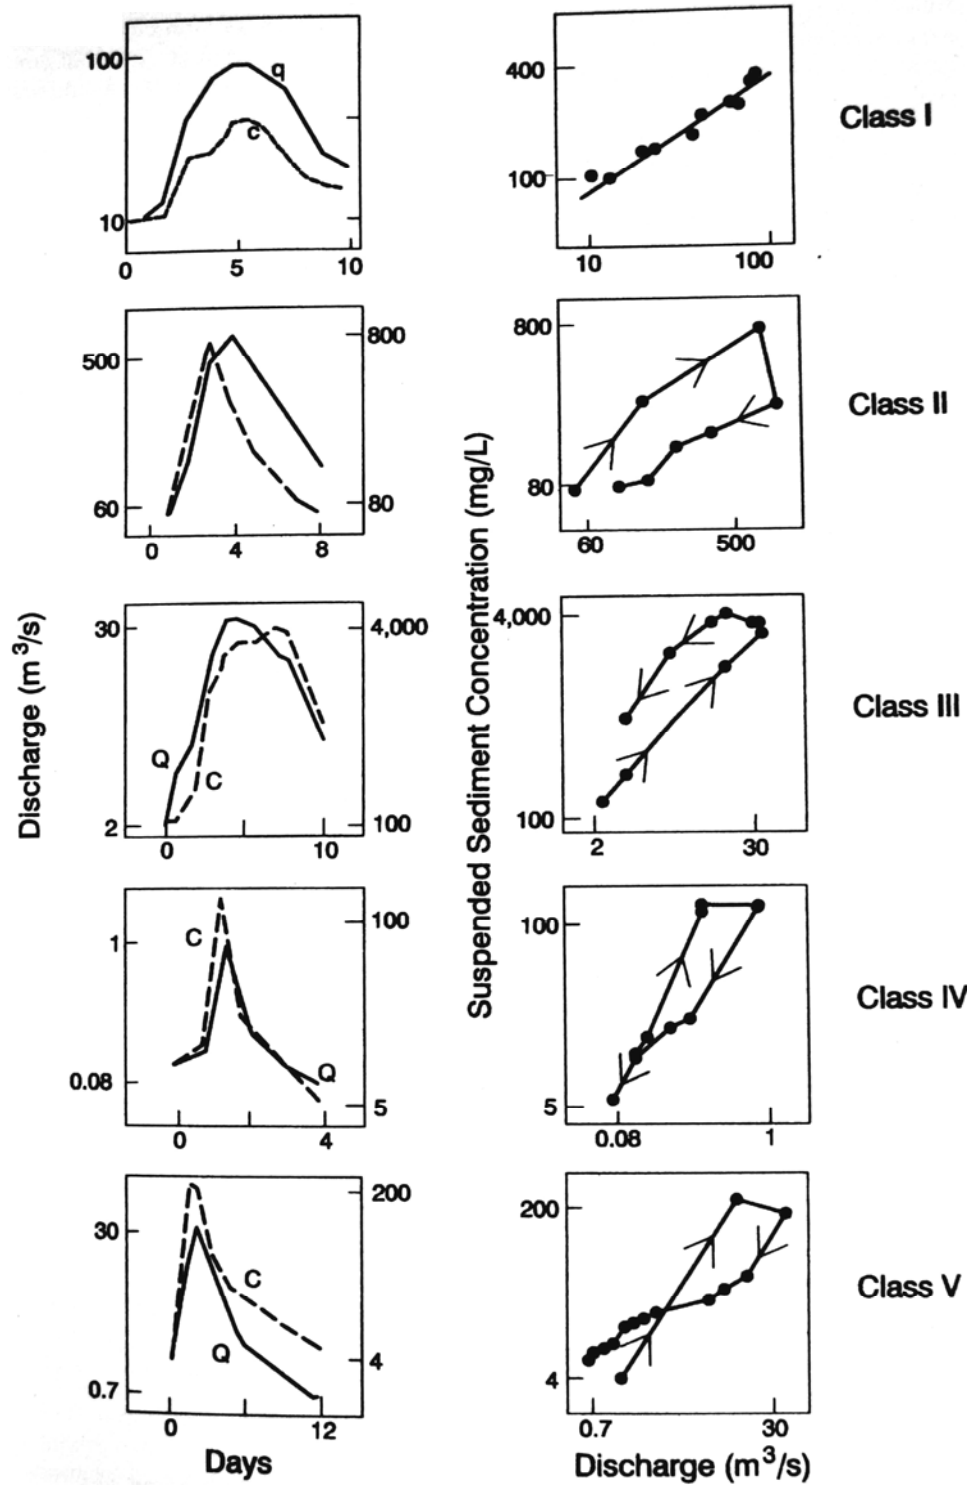 100
q
c
10
0
5
10
400
100
10
100
Class I
500
60
800
80
0
4
8
800
80
60
500
Class II
30
2
Q
C
4,000
100
0
10
4,000
100
2
30
Class III
1
0.08
C
Q
100
5
0
4
100
5
0.08
1
Class IV
30
0.7
C
Q
200
4
0
12
200
4
0.7
30
Class V
Discharge (m³/s)
Suspended Sediment Concentration (mg/L)
Days
Discharge (m³/s)